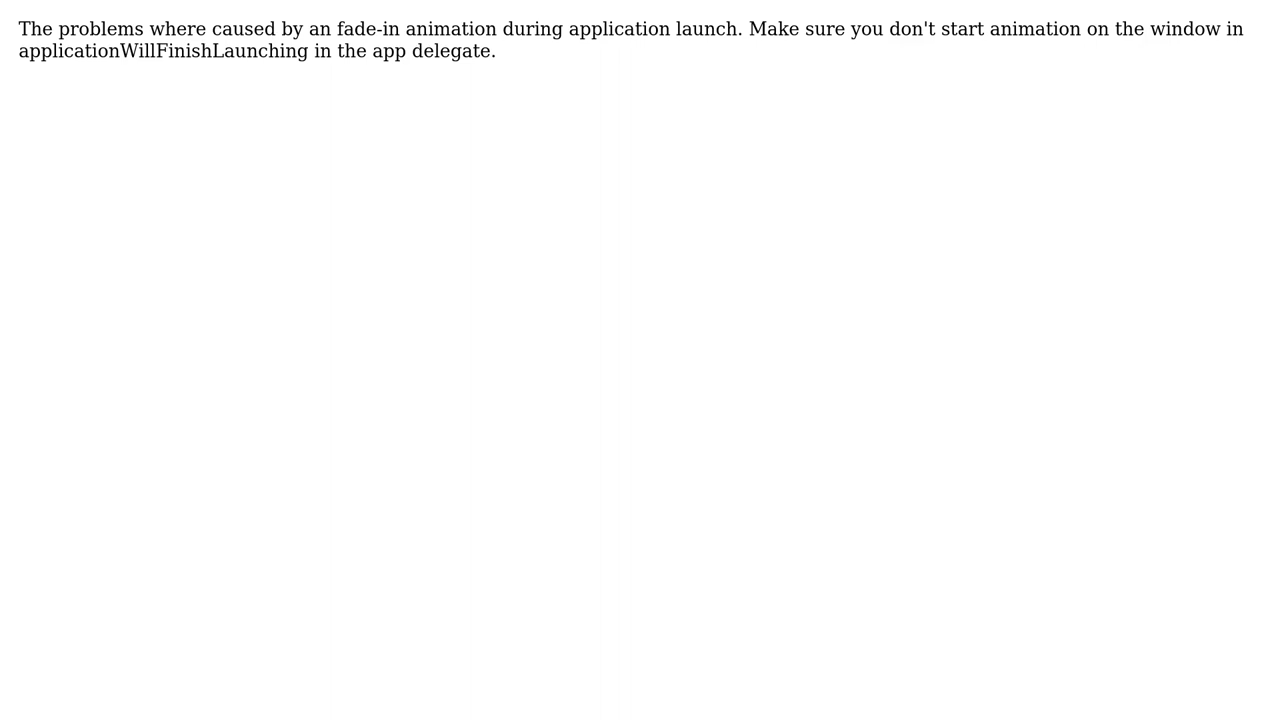 The problems where caused by an fade-in animation during application launch. Make sure you don't start animation on the window in
applicationWillFinishLaunching in the app delegate.